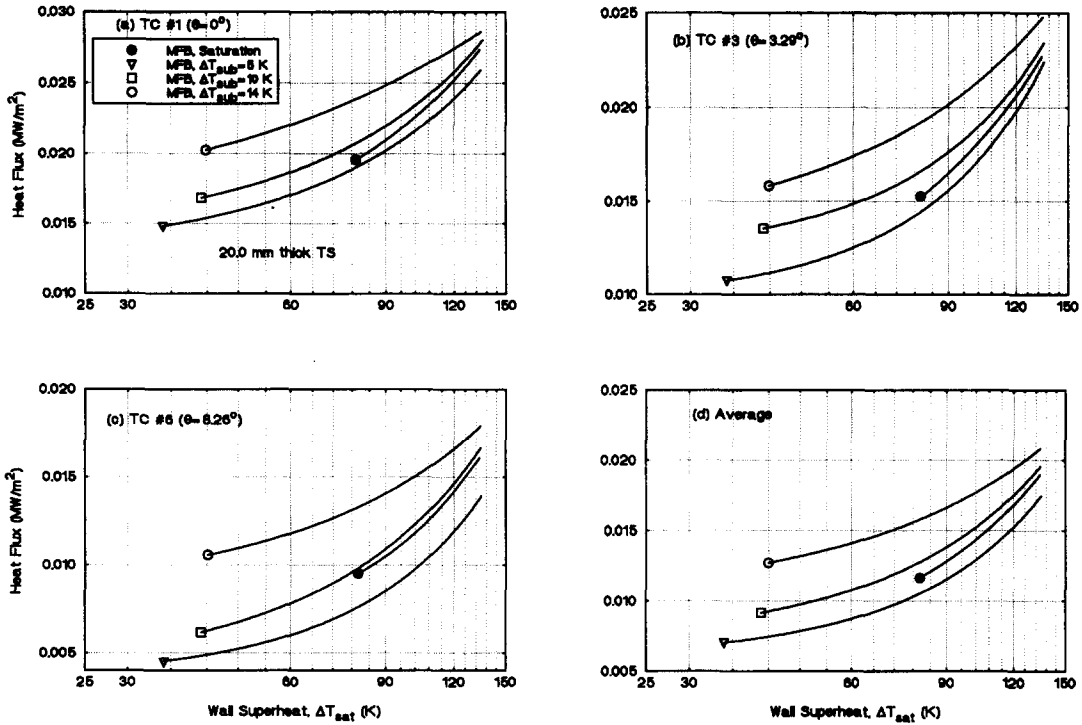 (a) TC #1 (θ=0°)
MFB, Saturation
MFB, ΔTsub=5 K
MFB, ΔTsub=10 K
MFB, ΔTsub=14 K
20.0 mm thick TS
Heat Flux (MW/m²)
0.030
0.025
0.020
0.015
0.010
25 30 60 90 120 150
(b) TC #3 (θ=3.29°)
0.025
0.020
0.015
0.010
25 30 60 90 120 150
(c) TC #6 (θ=8.26°)
Heat Flux (MW/m²)
0.020
0.015
0.010
0.005
25 30 60 90 120 150
Wall Superheat, ΔTsat (K)
(d) Average
0.025
0.020
0.015
0.010
0.005
25 30 60 90 120 150
Wall Superheat, ΔTsat (K)